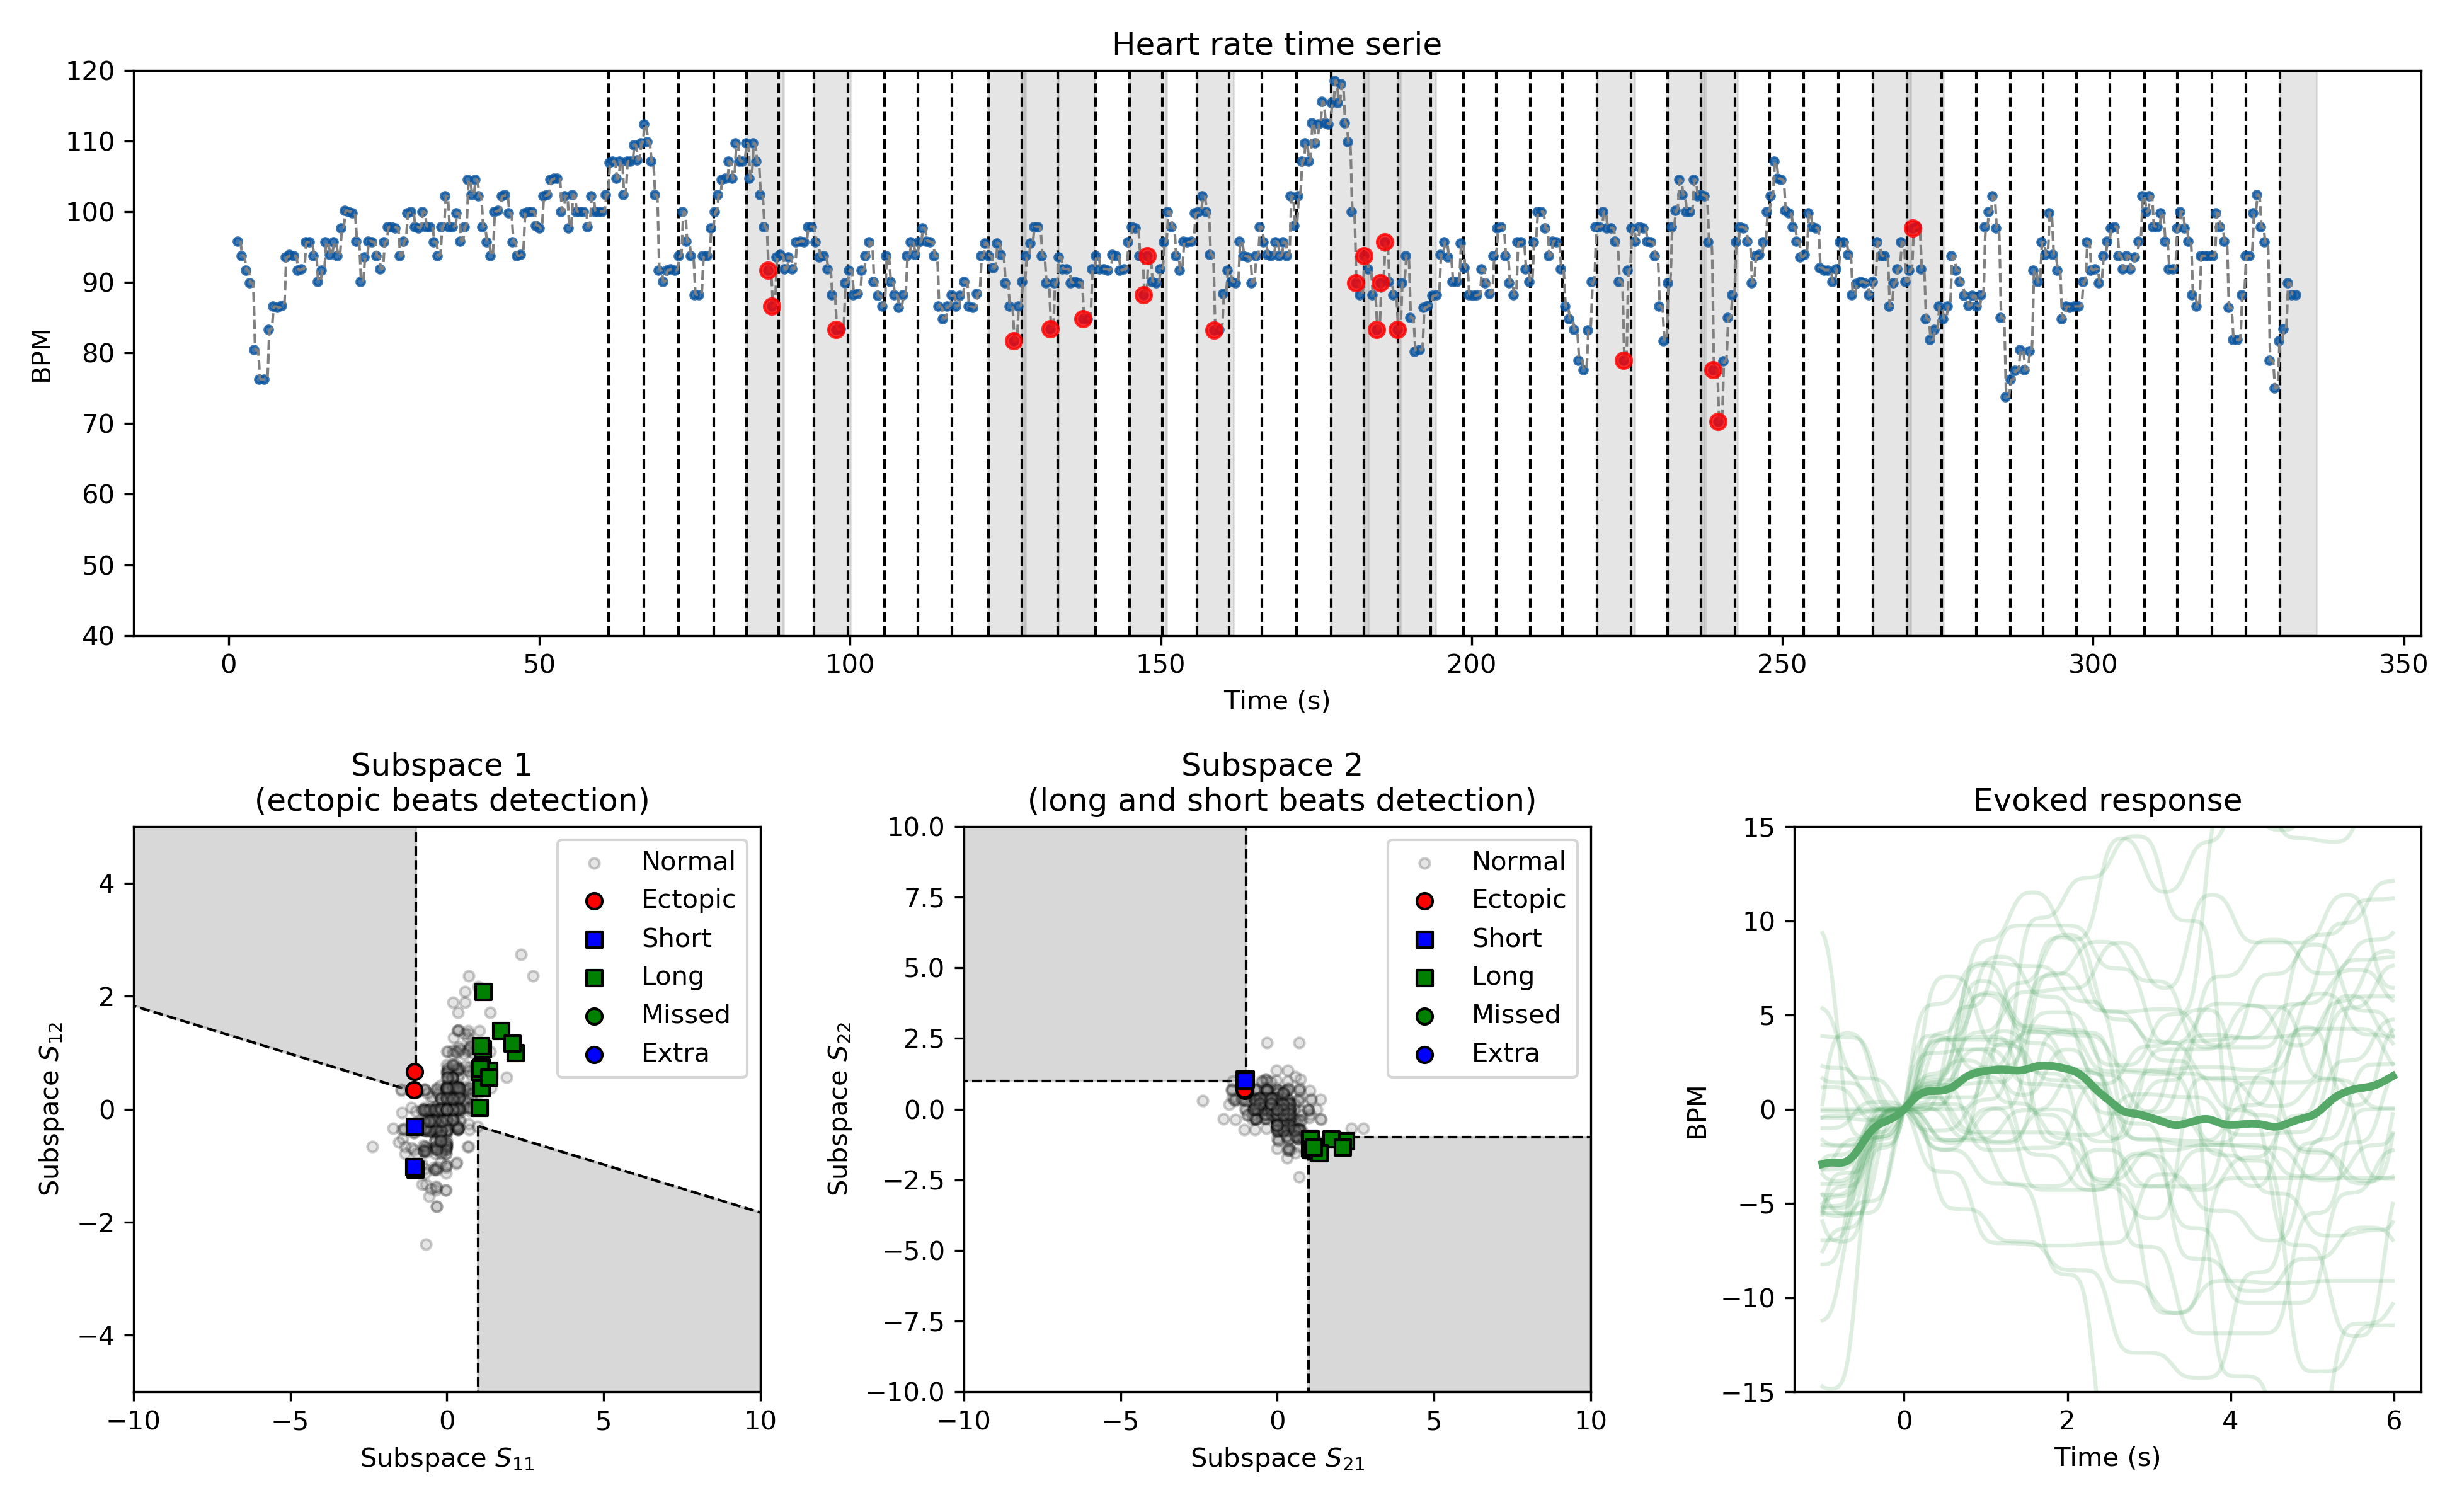 Heart rate time serie
120
110
100
90
80
70
60
50
40
BPM
0 50 100 150 200 250 300 350
Time (s)
Subspace 1
(ectopic beats detection)
4
2
0
−2
−4
Subspace S12
−10 −5 0 5 10
Subspace S11
Normal
Ectopic
Short
Long
Missed
Extra
Subspace 2
(long and short beats detection)
10.0
7.5
5.0
2.5
0.0
−2.5
−5.0
−7.5
−10.0
Subspace S22
−10 −5 0 5 10
Subspace S21
Normal
Ectopic
Short
Long
Missed
Extra
Evoked response
15
10
5
0
−5
−10
−15
BPM
0 2 4 6
Time (s)